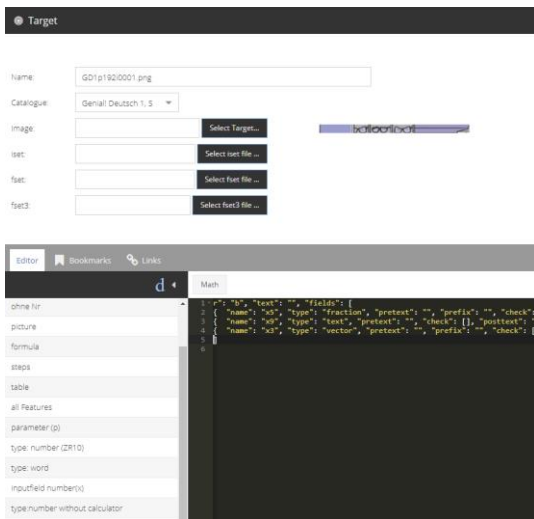 Target
Name: GD1p192i0001.png
Catalogue: Genial! Deutsch 1, S
Image: Select Target...
iset: Select iset file ...
fset: Select fset file ...
fset3: Select fset3 file ...
Editor Bookmarks Links
d Math
ohne Nr
picture
formula
steps
table
all Features
parameter (p)
type: number (ZR10)
type: word
inputfield number(x)
type:number without calculator
1 r": "b", "text": "", "fields": [
2 { "name": "x5", "type": "fraction", "pretext": "", "prefix": "", "check":
3 { "name": "x9", "type": "text", "pretext": "", "check": [], "posttext": "
4 { "name": "x3", "type": "vector", "pretext": "", "prefix": "", "check": [
5 ]
6